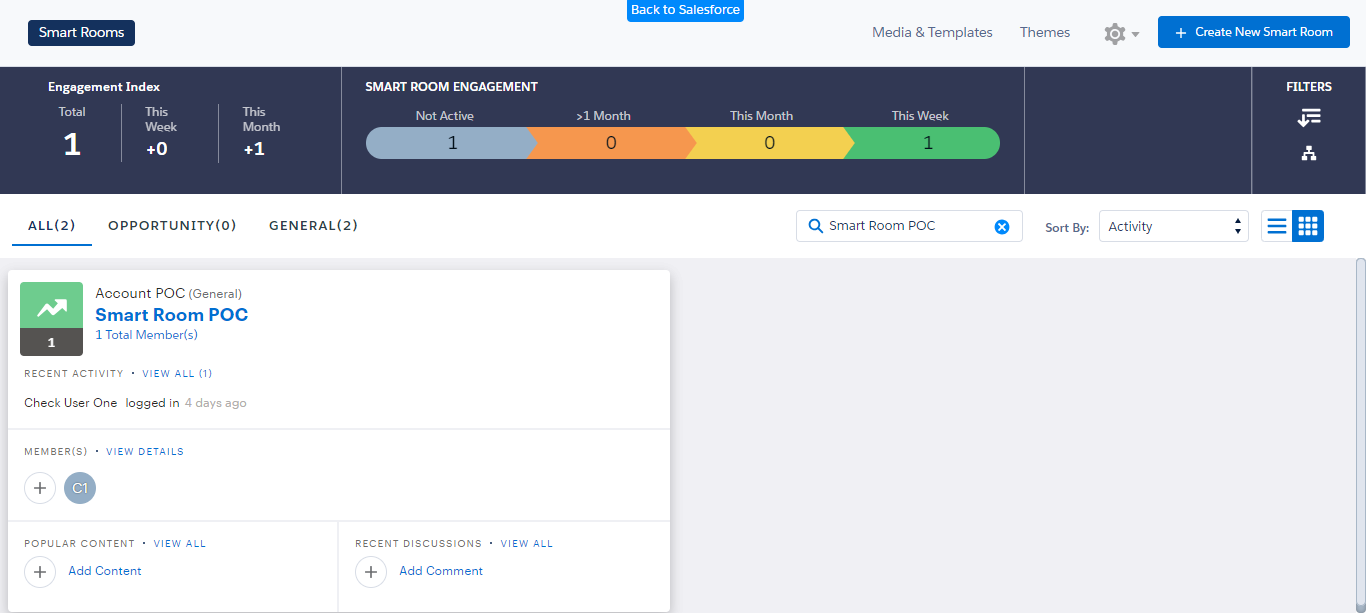 Back to Salesforce
Smart Rooms
Media & Templates
Themes
+ Create New Smart Room
Engagement Index
Total
1
This
Week
+0
This
Month
+1
SMART ROOM ENGAGEMENT
Not Active
>1 Month
This Month
This Week
1
0
0
1
FILTERS
ALL(2)
OPPORTUNITY(0)
GENERAL(2)
Smart Room POC
Sort By:
Activity
1
Account POC (General)
Smart Room POC
1 Total Member(s)
RECENT ACTIVITY • VIEW ALL (1)
Check User One logged in 4 days ago
MEMBER(S) • VIEW DETAILS
+
C1
POPULAR CONTENT • VIEW ALL
+ Add Content
RECENT DISCUSSIONS • VIEW ALL
+ Add Comment